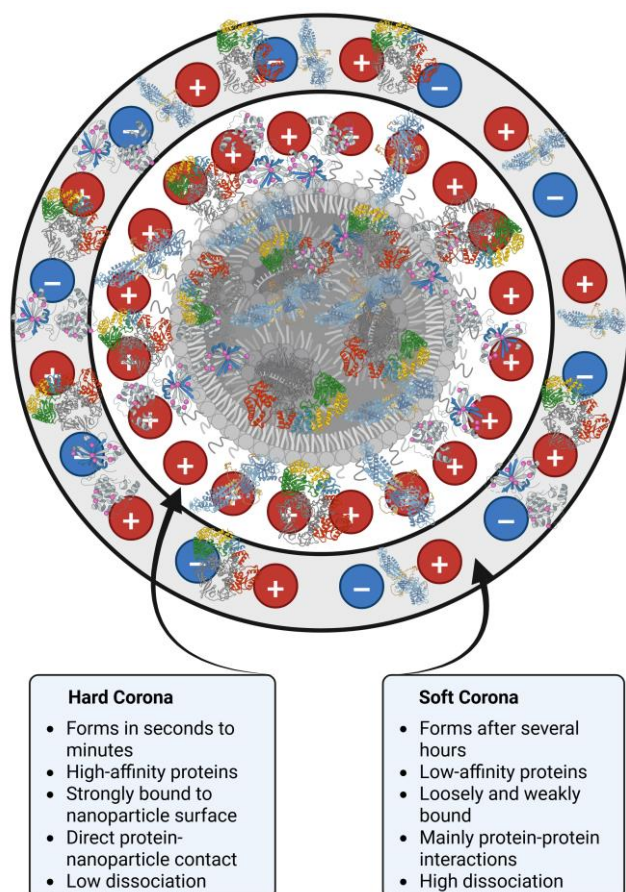 Hard Corona
• Forms in seconds to
minutes
• High-affinity proteins
• Strongly bound to
nanoparticle surface
• Direct protein-
nanoparticle contact
• Low dissociation
Soft Corona
• Forms after several
hours
• Low-affinity proteins
• Loosely and weakly
bound
• Mainly protein-protein
interactions
• High dissociation